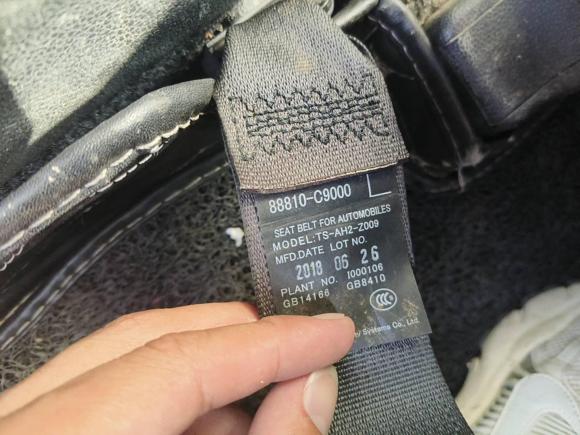 88810-C9000 L
SEAT BELT FOR AUTOMOBILES
MODEL:TS-AH2-Z009
MFD.DATE LOT NO.
2018 06 26
PLANT NO. I000106
GB14166 GB8410
CCC
Systems Co., Ltd.